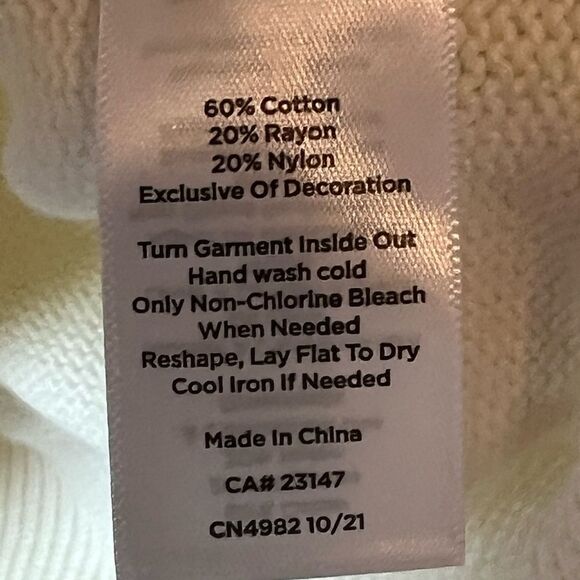 60% Cotton
20% Rayon
20% Nylon
Exclusive Of Decoration
Turn Garment Inside Out
Hand wash cold
Only Non-Chlorine Bleach
When Needed
Reshape, Lay Flat To Dry
Cool Iron If Needed
Made In China
CA# 23147
CN4982 10/21